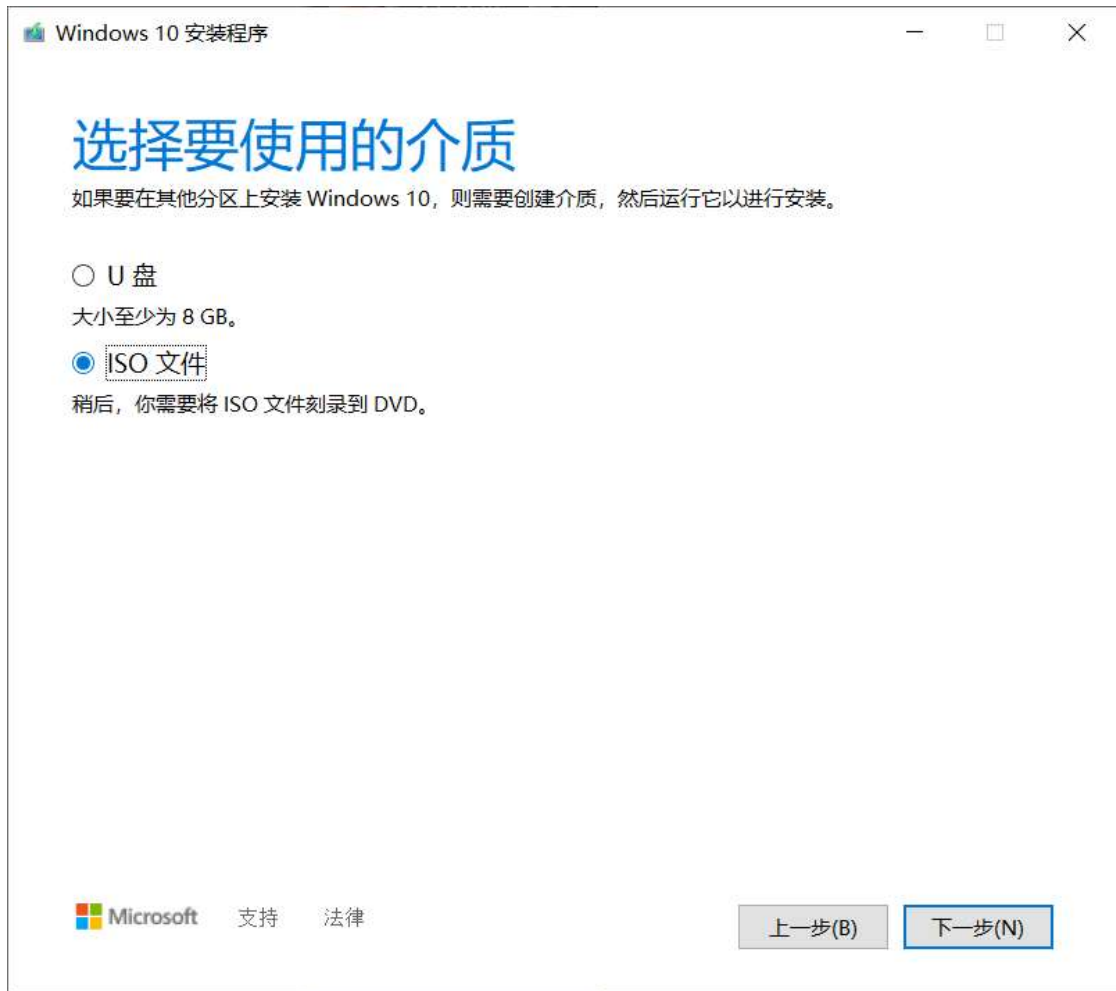 Windows 10 安装程序
选择要使用的介质
如果要在其他分区上安装 Windows 10，则需要创建介质，然后运行它以进行安装。
U 盘
大小至少为 8 GB。
ISO 文件
稍后，你需要将 ISO 文件刻录到 DVD。
Microsoft 支持 法律 上一步(B) 下一步(N)